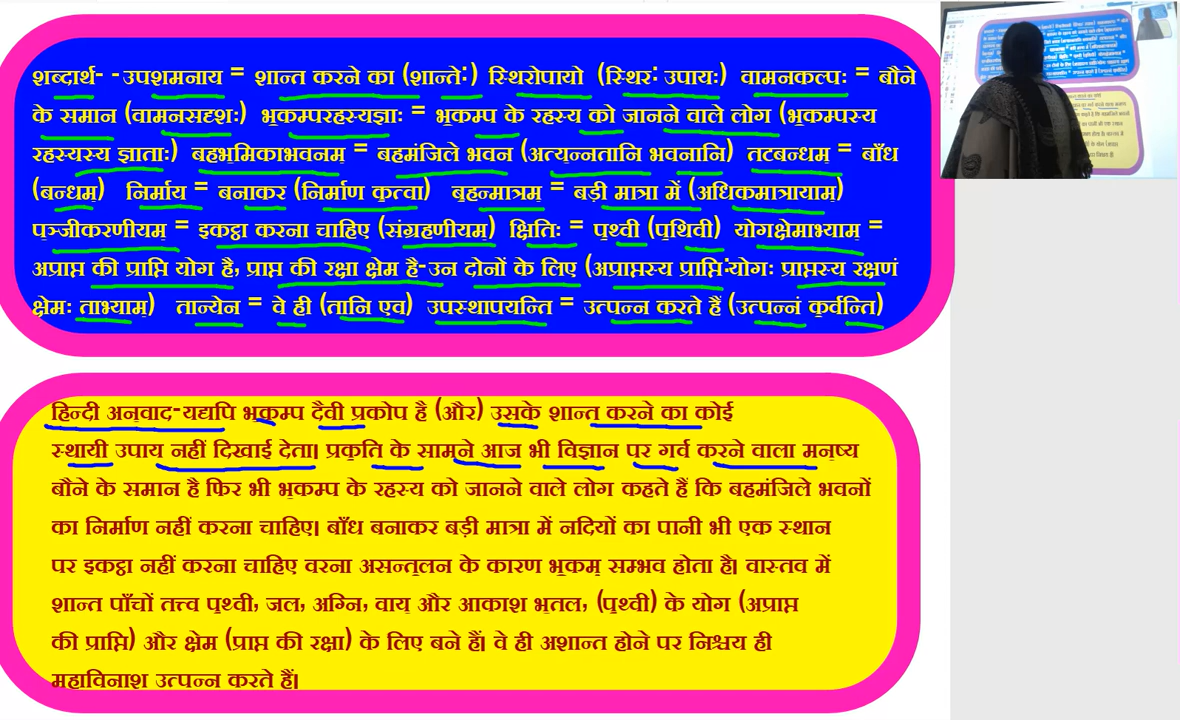 शब्दार्थ- -उपशमनाय = शान्त करने का (शान्ते:) स्थिरोपायो (स्थिर: उपाय:) वामनकल्पः = बौने
के समान (वामनसदृशः) भूकम्परहस्यज्ञाः = भूकम्प के रहस्य को जानने वाले लोग (भूकम्पस्य
रहस्यस्य ज्ञाताः) बहुभूमिकाभवनम् = बहुमंजिले भवन (अत्युन्नतानि भवनानि) तटबन्धम् = बाँध
(बन्धम्) निर्माय = बनाकर (निर्माण कृत्वा) बृहन्मात्रम् = बड़ी मात्रा में (अधिकमात्रायाम्)
पुञ्जीकरणीयम् = इकट्ठा करना चाहिए (संग्रहणीयम्) क्षितिः = पृथ्वी (पृथिवी) योगक्षेमाभ्याम् =
अप्राप्त की प्राप्ति योग है, प्राप्त की रक्षा क्षेम है-उन दोनों के लिए (अप्राप्तस्य प्राप्ति:योगः प्राप्तस्य रक्षणं
क्षेमः ताभ्याम्) तान्येन = वे ही (तानि एव) उपस्थापयन्ति = उत्पन्न करते हैं (उत्पन्नं कुर्वन्ति)
हिन्दी अनुवाद-यद्यपि भूकुम्प दैवी प्रकोप है (और) उसके शान्त करने का कोई
स्थायी उपाय नहीं दिखाई देता। प्रकृति के सामने आज भी विज्ञान पर गर्व करने वाला मनुष्य
बौने के समान है फिर भी भूकम्प के रहस्य को जानने वाले लोग कहते हैं कि बहुमंजिले भवनों
का निर्माण नहीं करना चाहिए। बाँध बनाकर बड़ी मात्रा में नदियों का पानी भी एक स्थान
पर इकट्ठा नहीं करना चाहिए वरना असन्तुलन के कारण भूकम् सम्भव होता है। वास्तव में
शान्त पाँचों तत्त्व पृथ्वी, जल, अग्नि, वायु और आकाश भूतल, (पृथ्वी) के योग (अप्राप्त
की प्राप्ति) और क्षेम (प्राप्त की रक्षा) के लिए बने हैं। वे ही अशान्त होने पर निश्चय ही
महाविनाश उत्पन्न करते हैं।